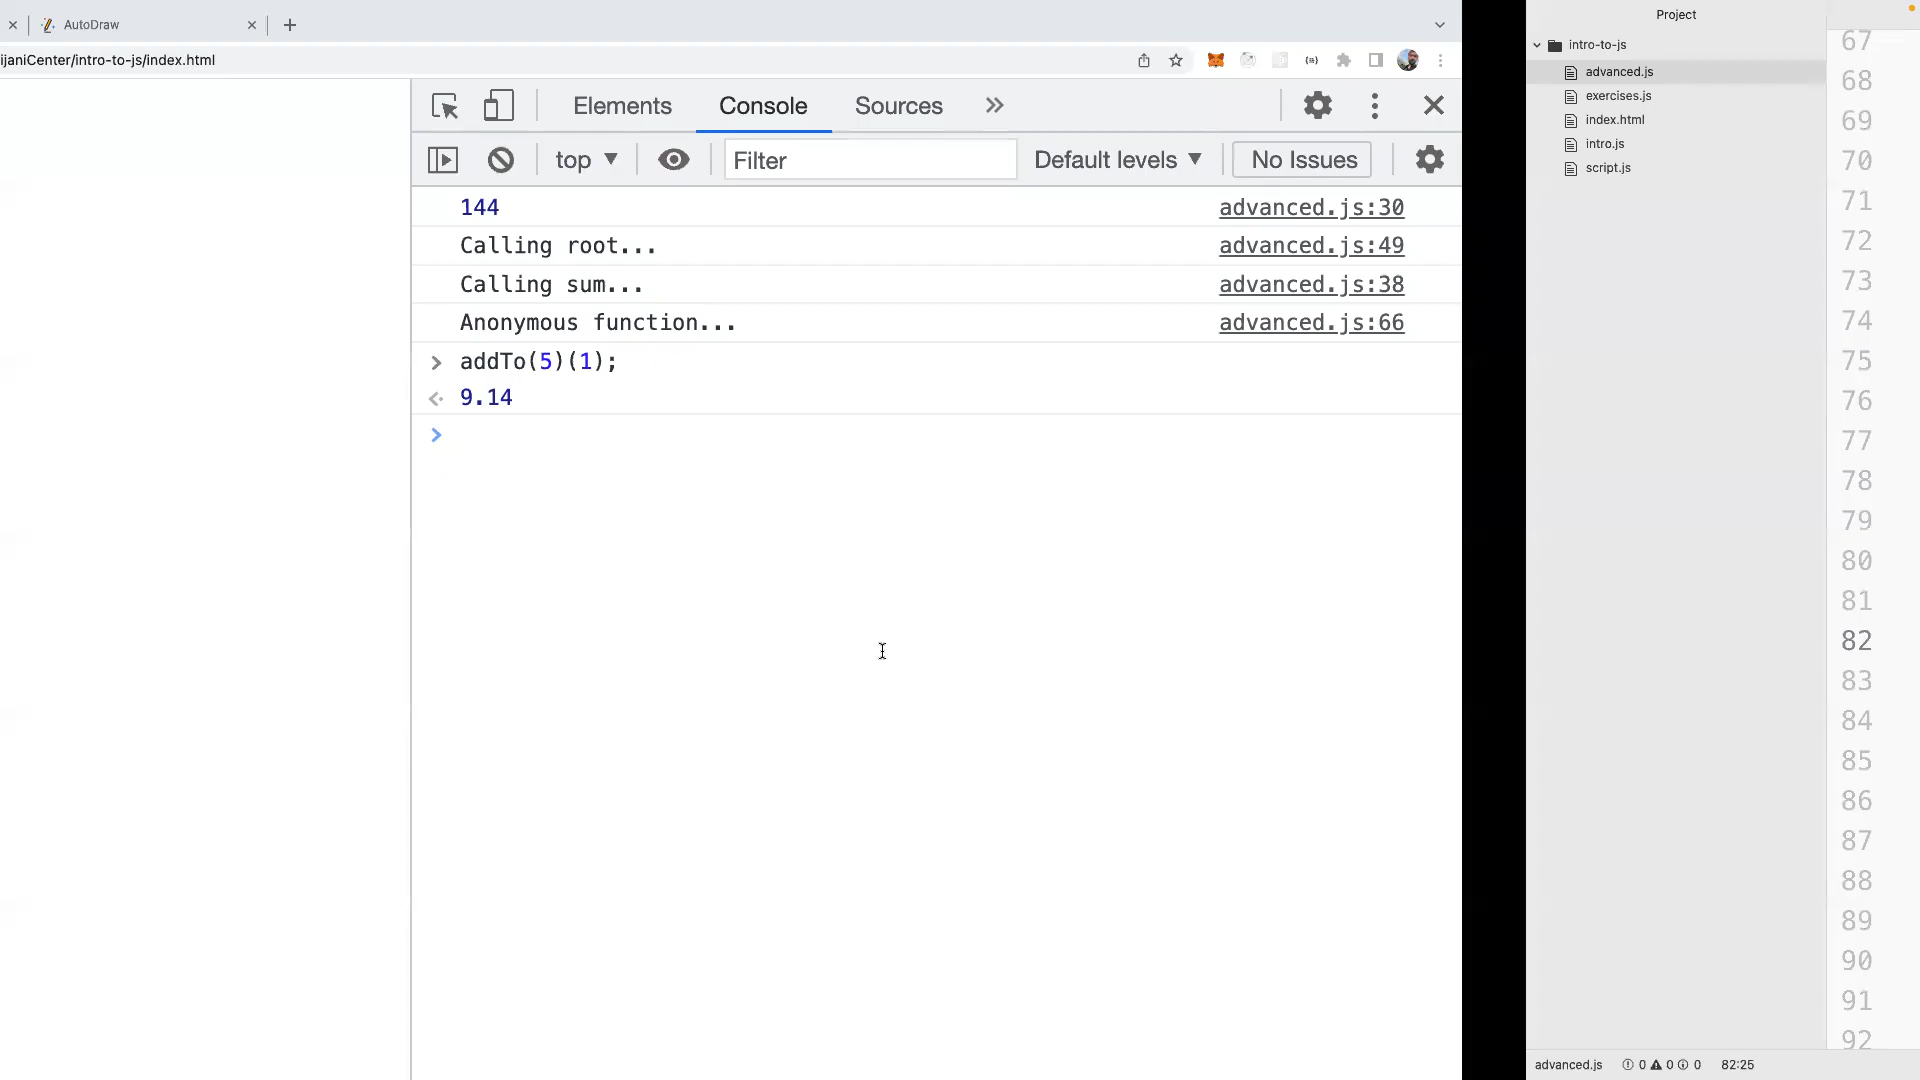 AutoDraw
ijaniCenter/intro-to-js/index.html
Elements Console Sources
top Filter Default levels No Issues
144 advanced.js:30
Calling root... advanced.js:49
Calling sum... advanced.js:38
Anonymous function... advanced.js:66
addTo(5)(1);
9.14
Project
intro-to-js
advanced.js
exercises.js
index.html
intro.js
script.js
67
68
69
70
71
72
73
74
75
76
77
78
79
80
81
82
83
84
85
86
87
88
89
90
91
92
advanced.js 0 0 0 82:25